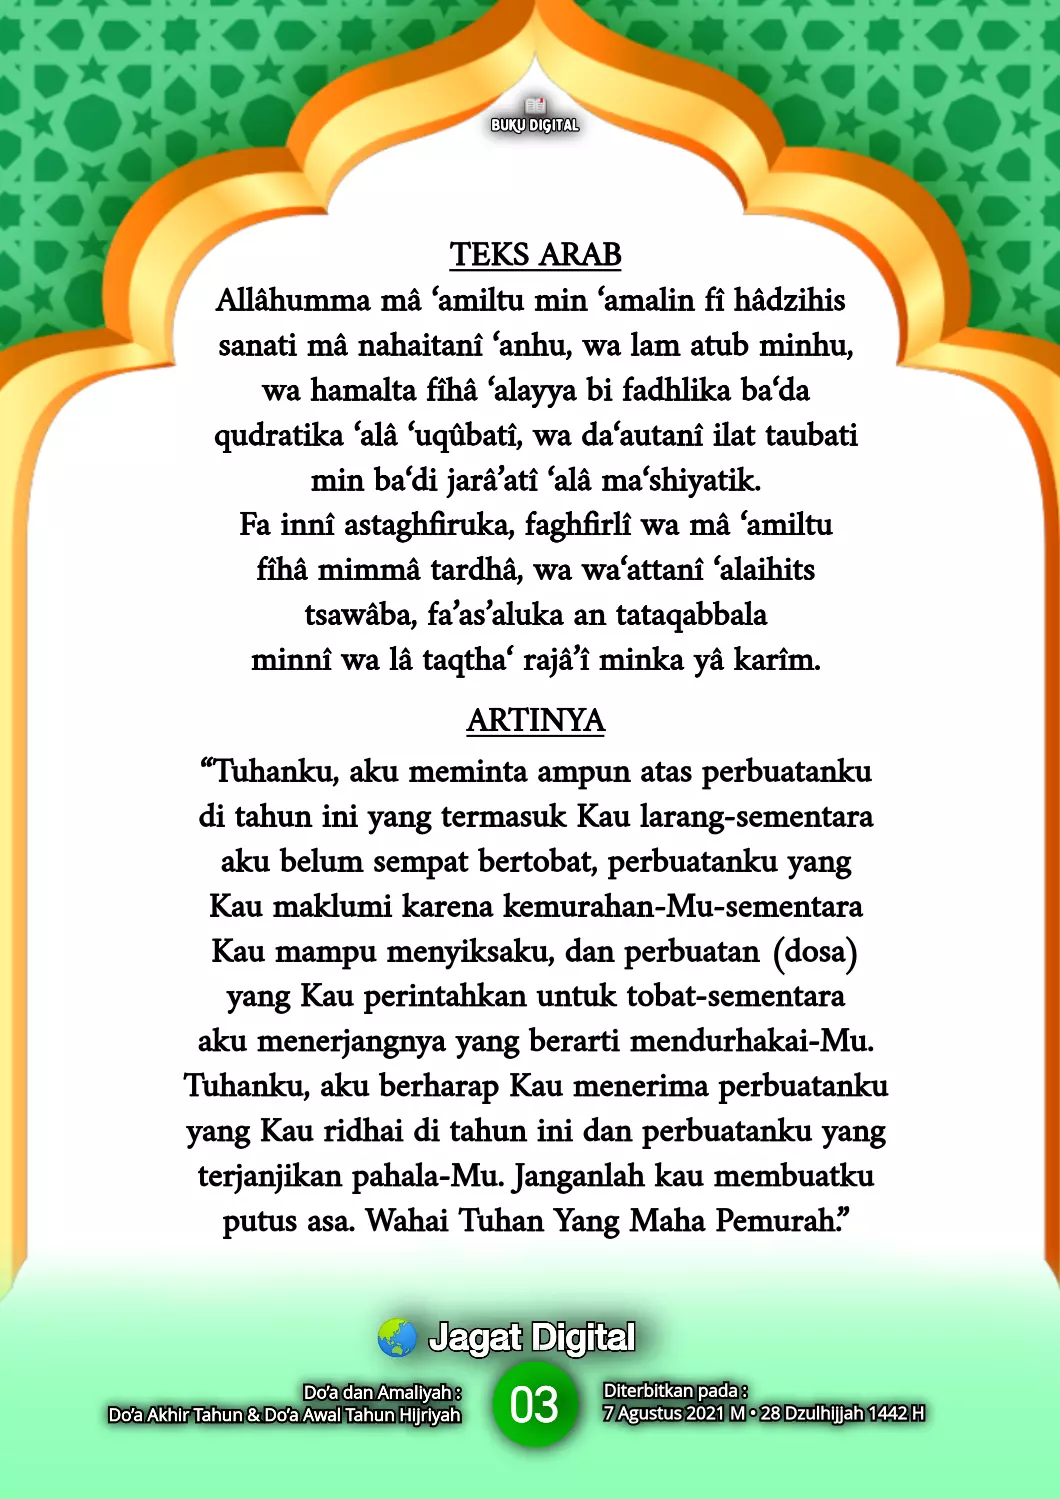 BUKU DIGITAL
TEKS ARAB
Allâhumma mâ ‘amiltu min ‘amalin fî hâdzihis
sanati mâ nahaitanî ‘anhu, wa lam atub minhu,
wa hamalta fîhâ ‘alayya bi fadhlika ba‘da
qudratika ‘alâ ‘uqûbatî, wa da‘autanî ilat taubati
min ba‘di jarâ’atî ‘alâ ma‘shiyatik.
Fa innî astaghfiruka, faghfirlî wa mâ ‘amiltu
fîhâ mimmâ tardhâ, wa wa‘attanî ‘alaihits
tsawâba, fa’as’aluka an tataqabbala
minnî wa lâ taqtha‘ rajâ’î minka yâ karîm.
ARTINYA
“Tuhanku, aku meminta ampun atas perbuatanku
di tahun ini yang termasuk Kau larang-sementara
aku belum sempat bertobat, perbuatanku yang
Kau maklumi karena kemurahan-Mu-sementara
Kau mampu menyiksaku, dan perbuatan (dosa)
yang Kau perintahkan untuk tobat-sementara
aku menerjangnya yang berarti mendurhakai-Mu.
Tuhanku, aku berharap Kau menerima perbuatanku
yang Kau ridhai di tahun ini dan perbuatanku yang
terjanjikan pahala-Mu. Janganlah kau membuatku
putus asa. Wahai Tuhan Yang Maha Pemurah.”
Jagat Digital
Do’a dan Amaliyah :
Do’a Akhir Tahun & Do’a Awal Tahun Hijriyah
03
Diterbitkan pada :
7 Agustus 2021 M • 28 Dzulhijjah 1442 H